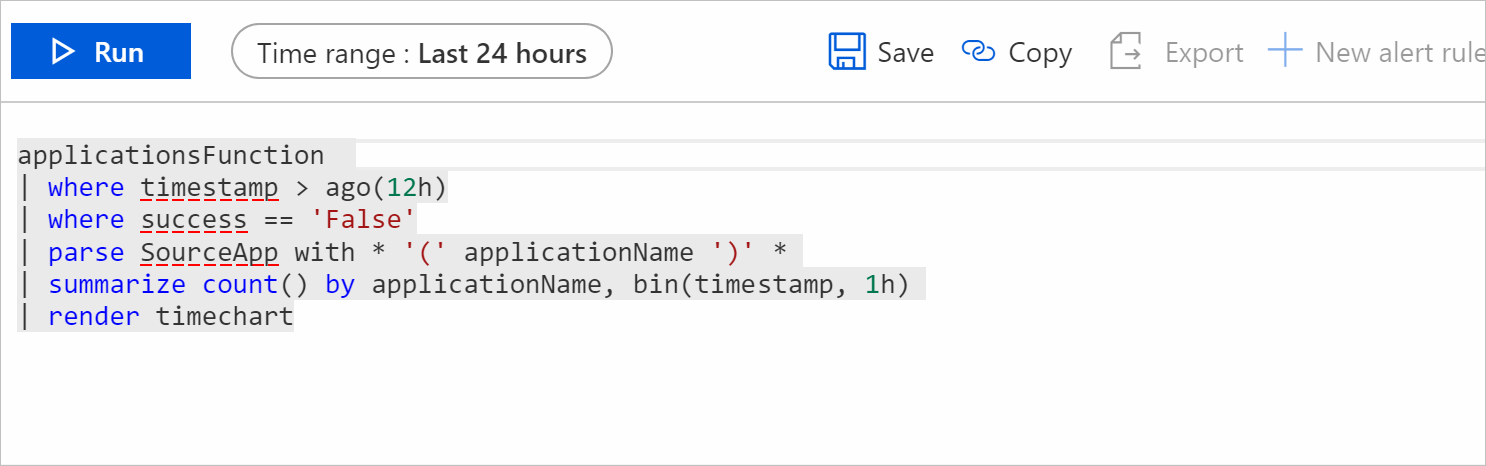 Run Time range : Last 24 hours Save Copy Export New alert rule
applicationsFunction
| where timestamp > ago(12h)
| where success == 'False'
| parse SourceApp with * '(' applicationName ')' *
| summarize count() by applicationName, bin(timestamp, 1h)
| render timechart